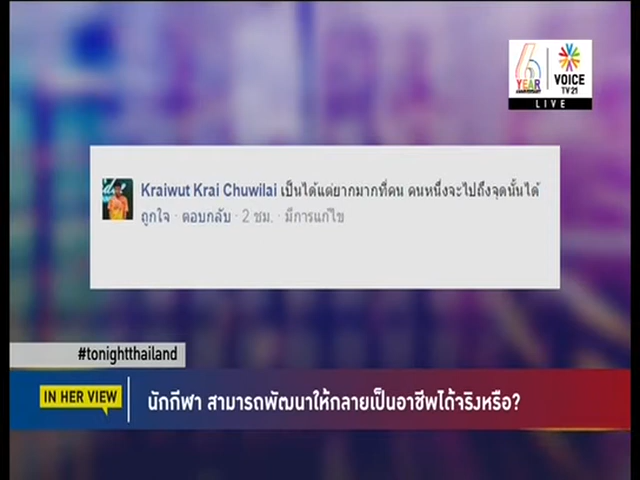 6
YEAR
ANNIVERSARY
VOICE
TV 21
LIVE
Kraiwut Krai Chuwilai เป็นได้แต่ยากมากที่คน คนหนึ่งจะไปถึงจุดนั้นได้
ถูกใจ · ตอบกลับ · 2 ชม. · มีการแก้ไข
#tonightthailand
IN HER VIEW
นักกีฬา สามารถพัฒนาให้กลายเป็นอาชีพได้จริงหรือ?